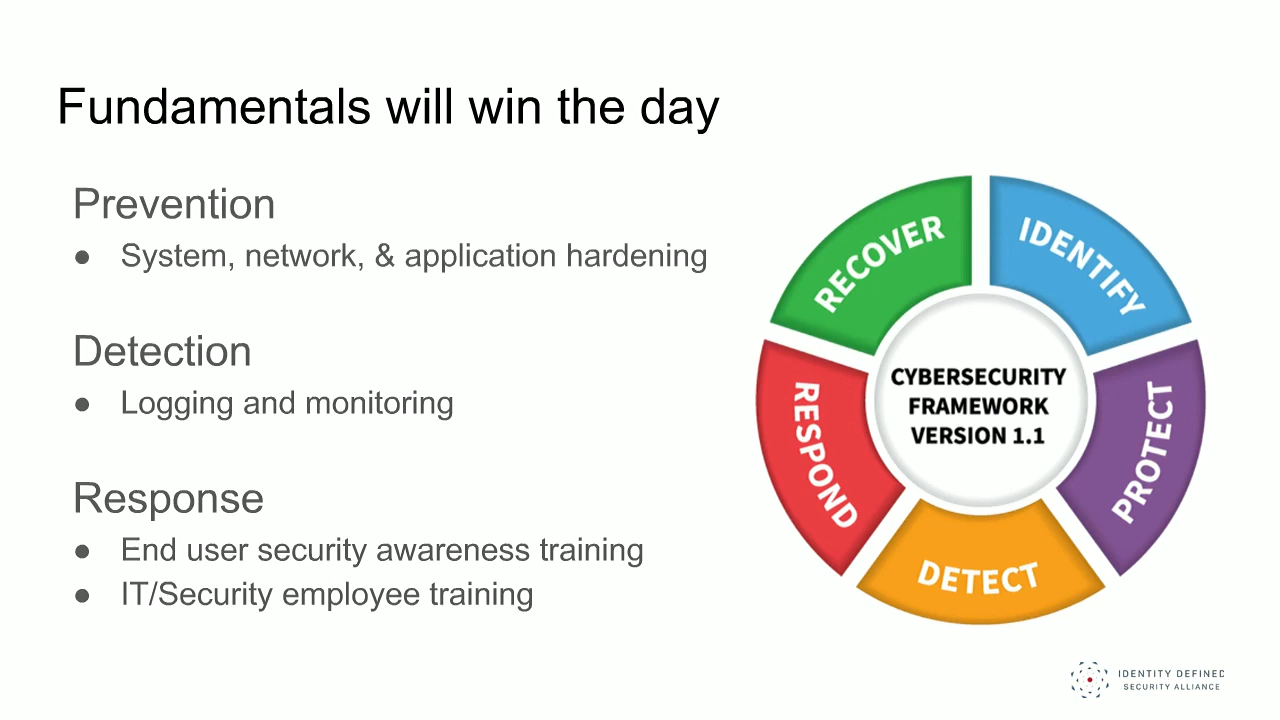 Fundamentals will win the day
Prevention
● System, network, & application hardening
Detection
● Logging and monitoring
Response
● End user security awareness training
● IT/Security employee training
RECOVER
IDENTIFY
PROTECT
DETECT
RESPOND
CYBERSECURITY
FRAMEWORK
VERSION 1.1
IDENTITY DEFINED
SECURITY ALLIANCE